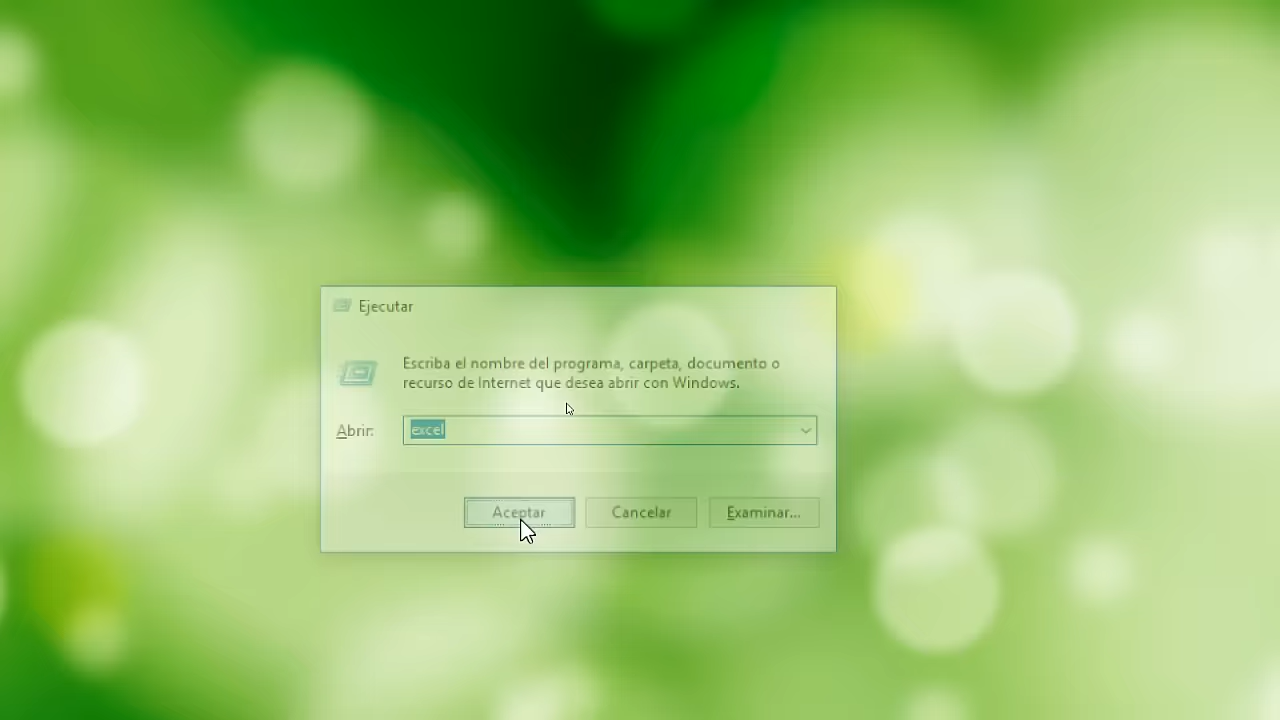 Ejecutar
Escriba el nombre del programa, carpeta, documento o
recurso de Internet que desea abrir con Windows.
Abrir: excel
Aceptar Cancelar Examinar...